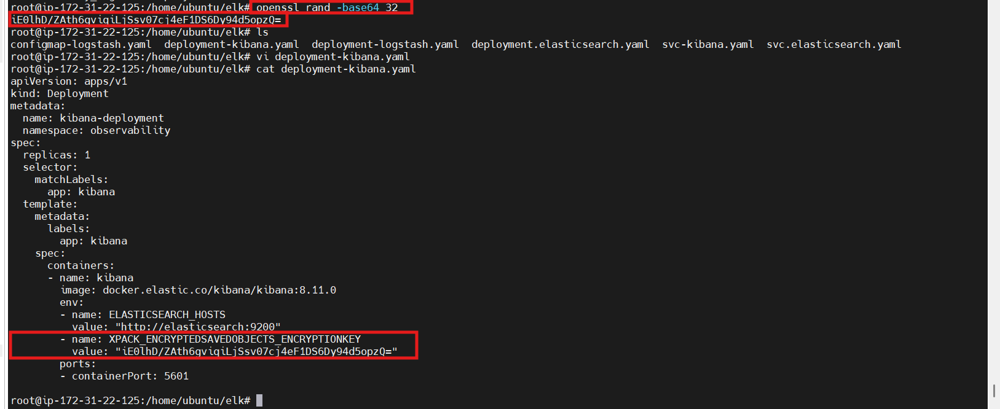 root@ip-172-31-22-125:/home/ubuntu/elk# openssl rand -base64 32
iE0lhD/ZAth6gviqiLjSsv07cj4eF1DS6Dy94d5opzQ=
root@ip-172-31-22-125:/home/ubuntu/elk# ls
configmap-logstash.yaml  deployment-kibana.yaml  deployment-logstash.yaml  deployment.elasticsearch.yaml  svc-kibana.yaml  svc.elasticsearch.yaml
root@ip-172-31-22-125:/home/ubuntu/elk# vi deployment-kibana.yaml
root@ip-172-31-22-125:/home/ubuntu/elk# cat deployment-kibana.yaml
apiVersion: apps/v1
kind: Deployment
metadata:
  name: kibana-deployment
  namespace: observability
spec:
  replicas: 1
  selector:
    matchLabels:
      app: kibana
  template:
    metadata:
      labels:
        app: kibana
    spec:
      containers:
      - name: kibana
        image: docker.elastic.co/kibana/kibana:8.11.0
        env:
        - name: ELASTICSEARCH_HOSTS
          value: "http://elasticsearch:9200"
        - name: XPACK_ENCRYPTEDSAVEDOBJECTS_ENCRYPTIONKEY
          value: "iE0lhD/ZAth6gviqiLjSsv07cj4eF1DS6Dy94d5opzQ="
        ports:
        - containerPort: 5601
root@ip-172-31-22-125:/home/ubuntu/elk#